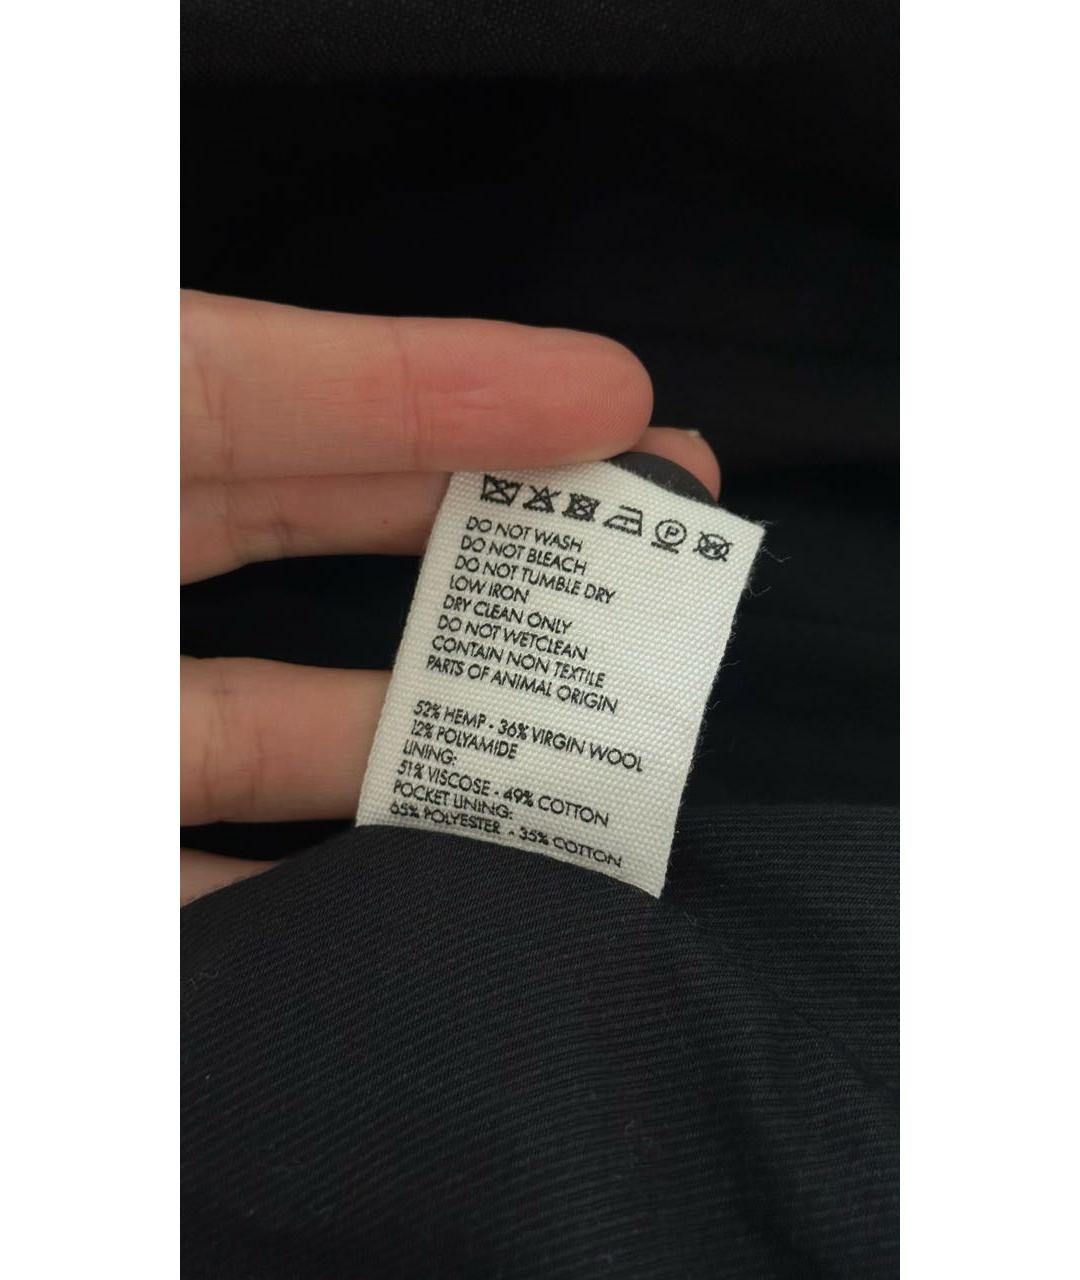 DO NOT WASH
DO NOT BLEACH
DO NOT TUMBLE DRY
LOW IRON
DRY CLEAN ONLY
DO NOT WETCLEAN
CONTAIN NON TEXTILE
PARTS OF ANIMAL ORIGIN
52% HEMP - 36% VIRGIN WOOL
12% POLYAMIDE
LINING:
51% VISCOSE - 49% COTTON
POCKET LINING:
65% POLYESTER - 35% COTTON